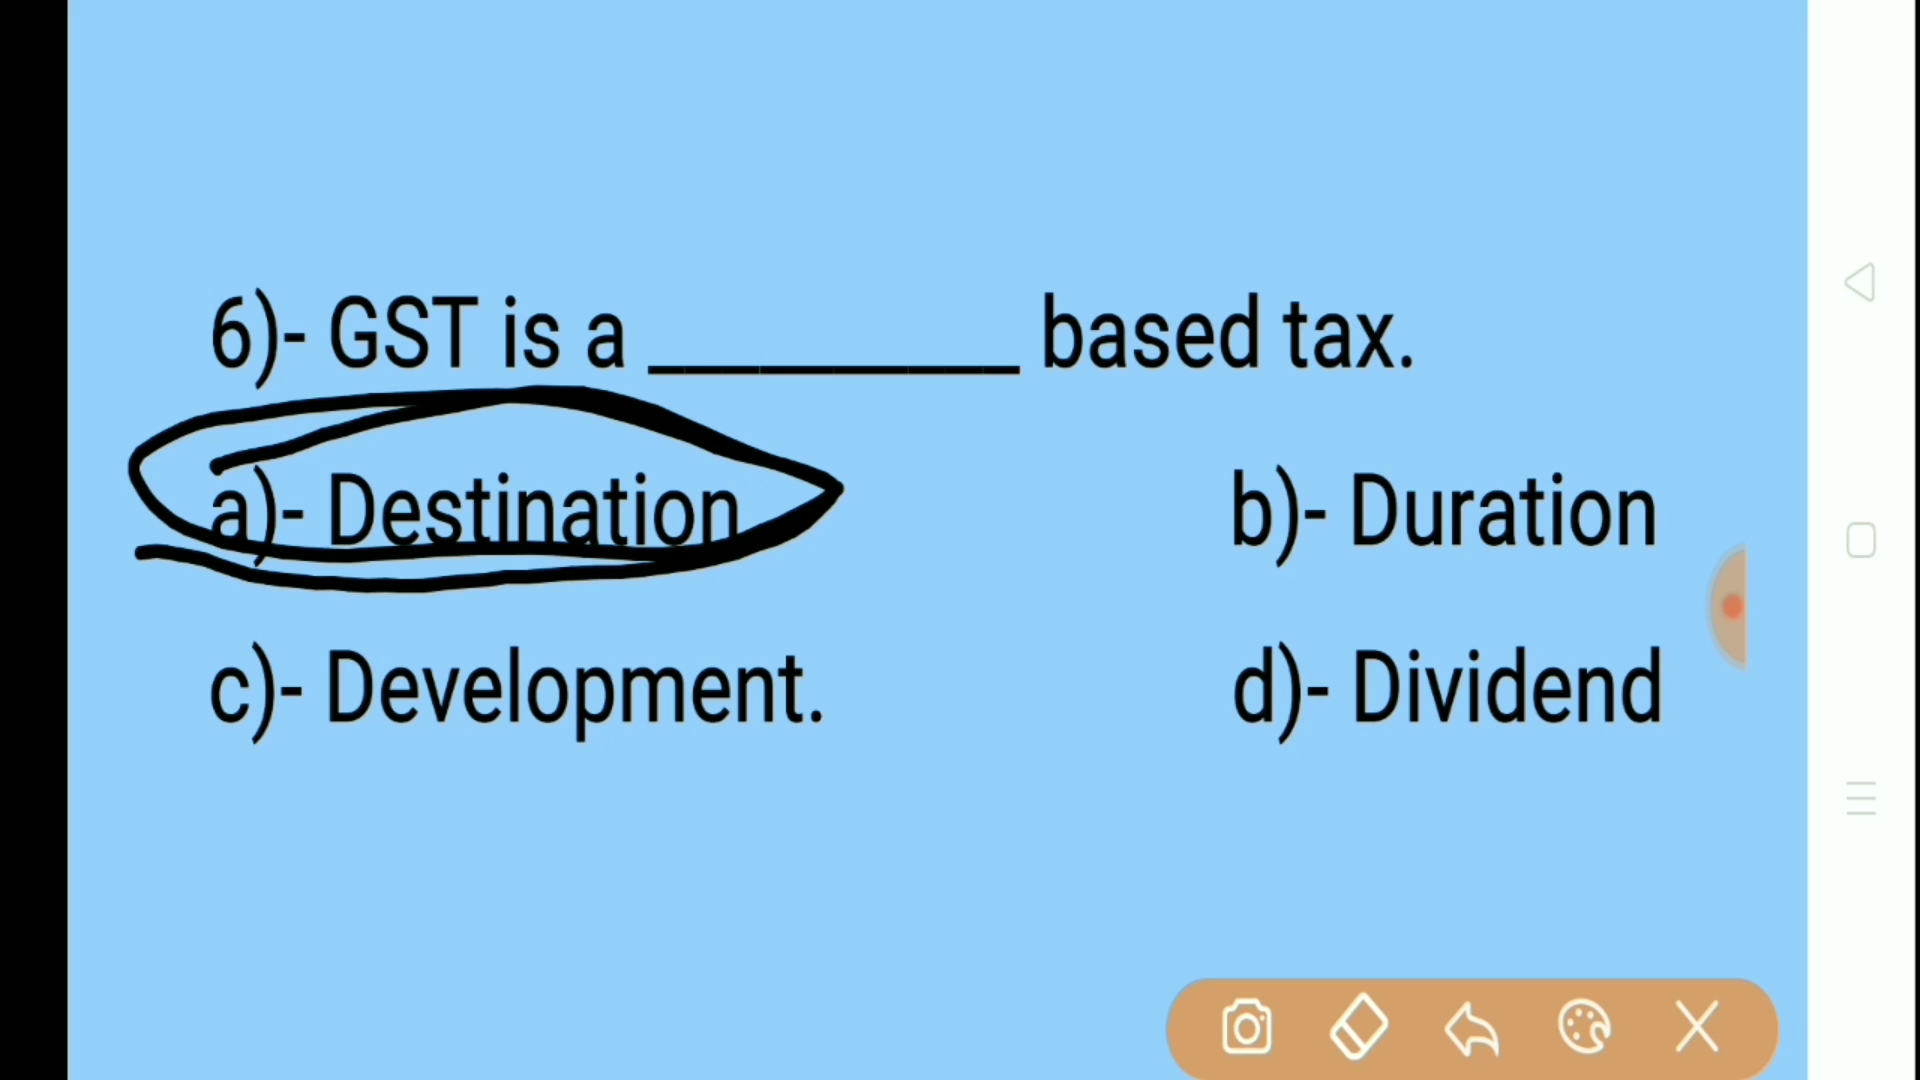 6)- GST is a __________ based tax.
a)- Destination b)- Duration
c)- Development. d)- Dividend